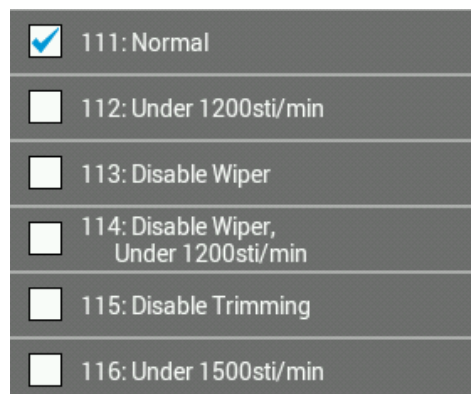 111: Normal
112: Under 1200sti/min
113: Disable Wiper
114: Disable Wiper,
Under 1200sti/min
115: Disable Trimming
116: Under 1500sti/min